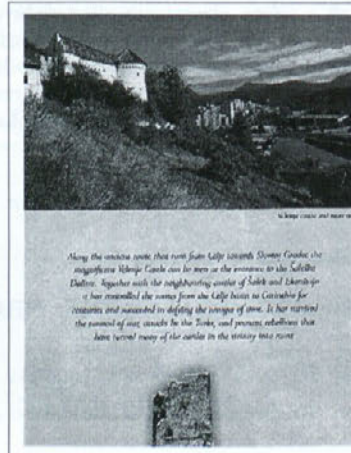 Along the ancient route that runs from Celje towards Slovenj Gradec the
magnificent Velenje Castle can be seen at the entrance to the Šaleška
Dolina. Together with the neighbouring castles of Šalek and Ekenštajn
it has controlled the routes from the Celje basin to Carinthia for
centuries and succeeded in defying the ravages of time. It has survived
the turmoil of war, attacks by the Turks, and peasant rebellions that
have turned many of the castles in the vicinity into ruins